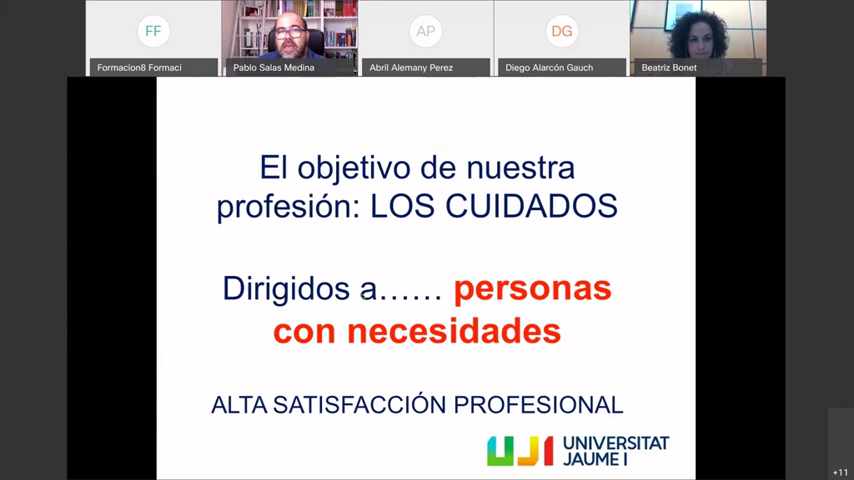 FF
AP
DG
Formacion8 Formaci
Pablo Salas Medina
Abril Alemany Perez
Diego Alarcón Gauch
Beatriz Bonet
El objetivo de nuestra
profesión: LOS CUIDADOS
Dirigidos a...... personas
con necesidades
ALTA SATISFACCIÓN PROFESIONAL
UJI
UNIVERSITAT
JAUME I
+11